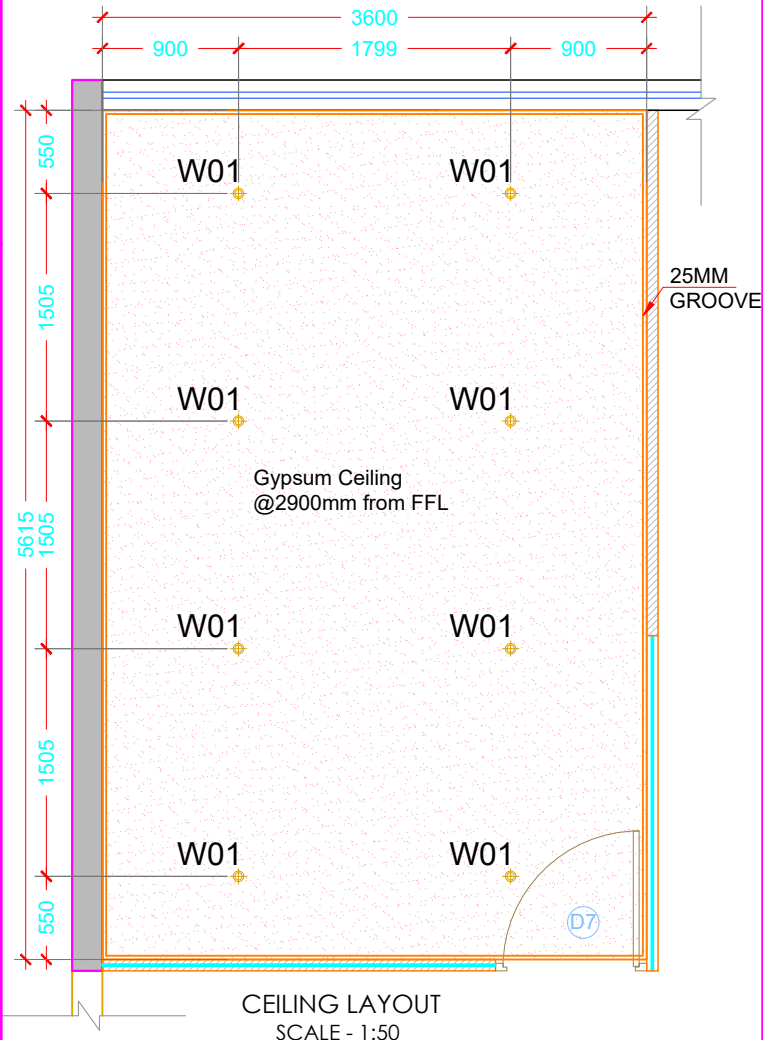 3600
900 1799 900
550
W01 W01
25MM
GROOVE
1505
W01 W01
Gypsum Ceiling
@2900mm from FFL
5615
1505
W01 W01
1505
W01 W01
550
D7
CEILING LAYOUT
SCALE - 1:50